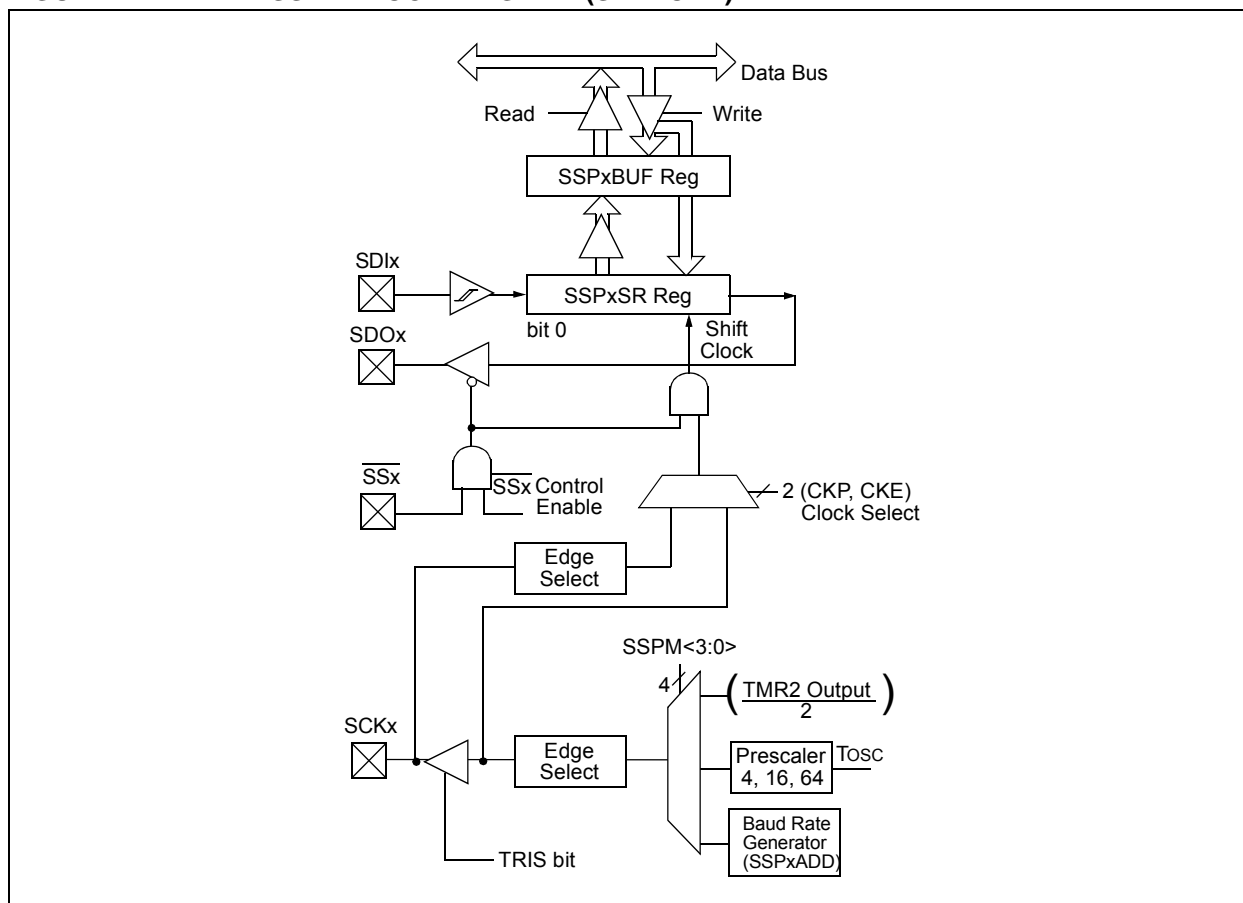 Data Bus
Read
Write
SSPxBUF Reg
SDIx
SSPxSR Reg
bit 0
Shift
Clock
SDOx
SSx
SSx Control
Enable
2 (CKP, CKE)
Clock Select
Edge
Select
SSPM<3:0>
4
(TMR2 Output)
2
SCKx
Edge
Select
Prescaler
4, 16, 64
TOSC
Baud Rate
Generator
(SSPxADD)
TRIS bit